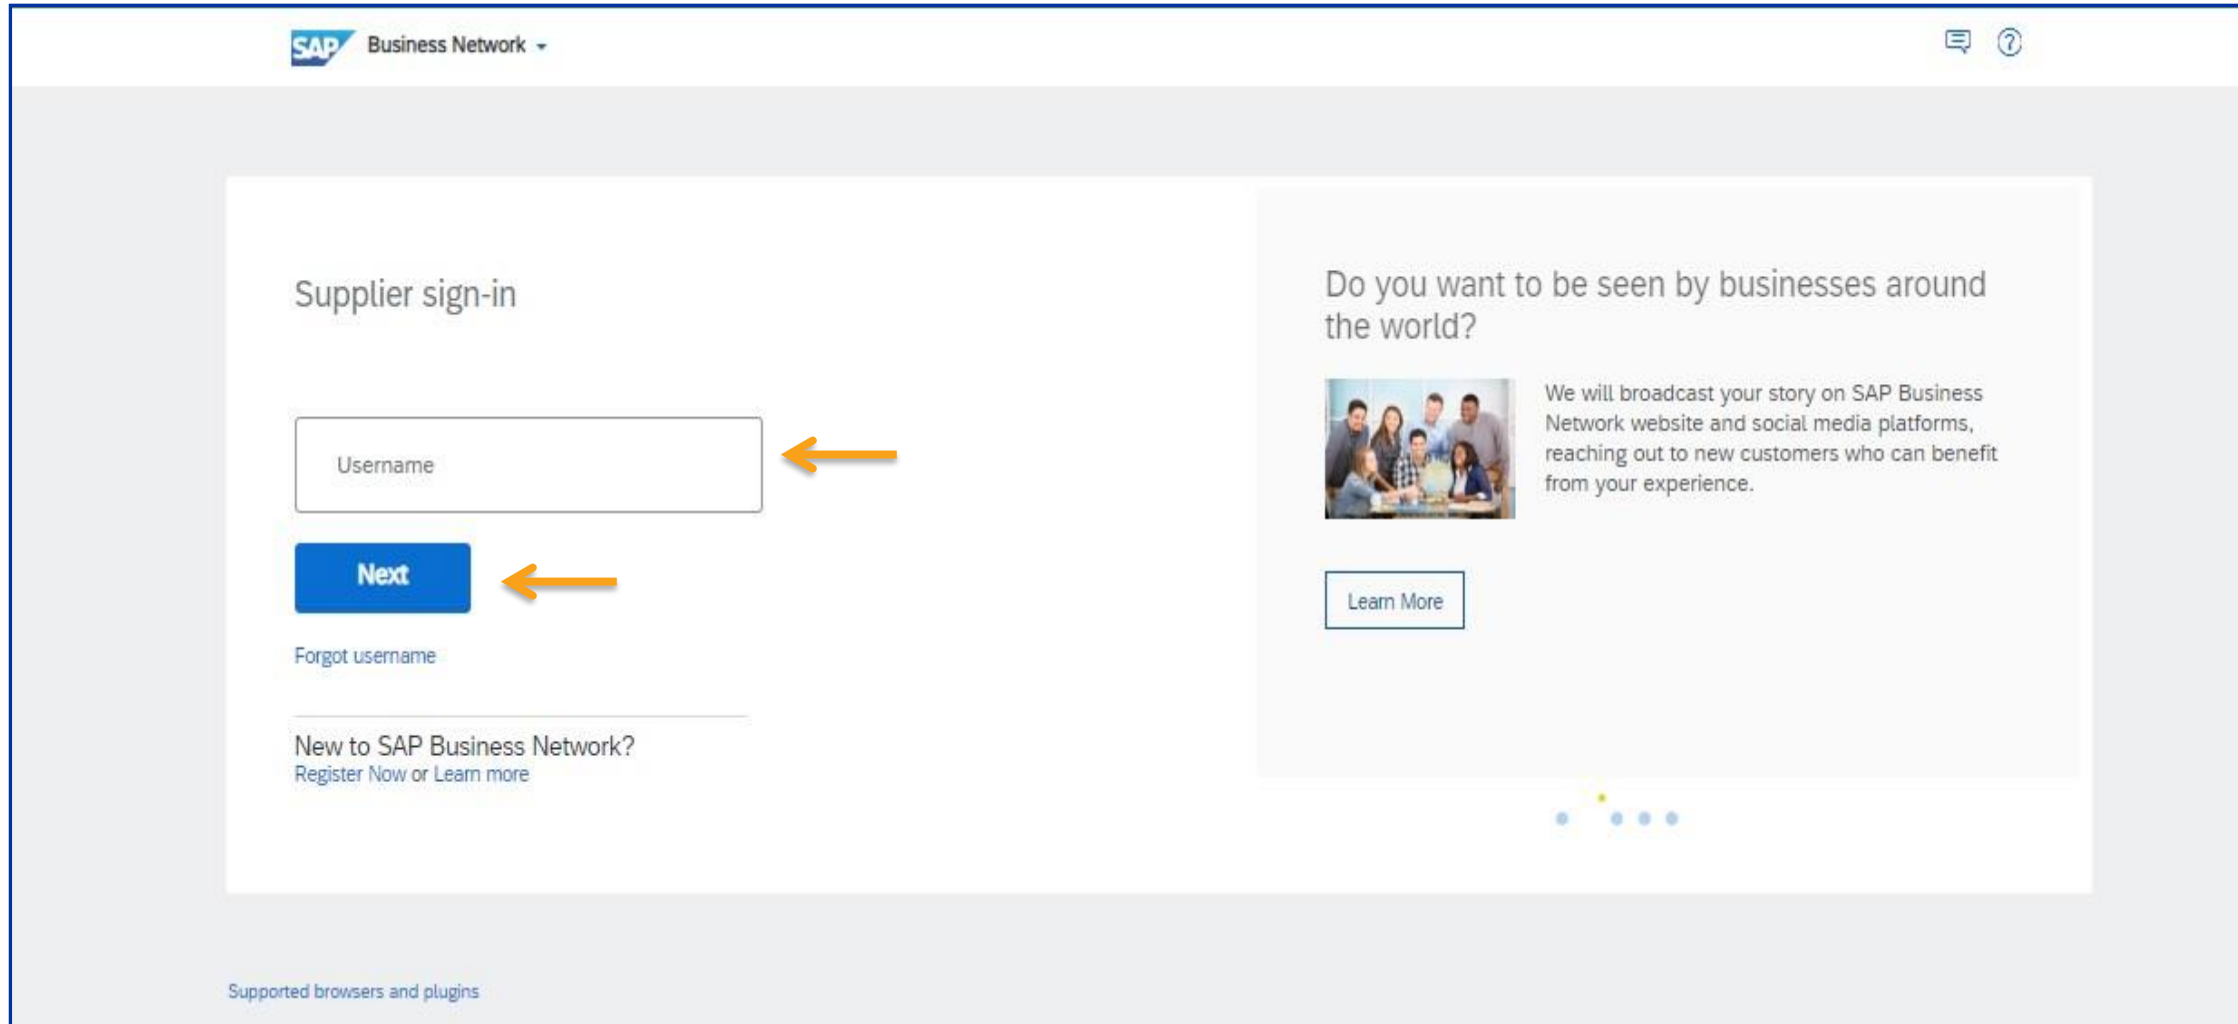 SAP Business Network
Supplier sign-in
Username
Next
Forgot username
New to SAP Business Network?
Register Now or Learn more
Do you want to be seen by businesses around
the world?
We will broadcast your story on SAP Business
Network website and social media platforms,
reaching out to new customers who can benefit
from your experience.
Learn More
Supported browsers and plugins